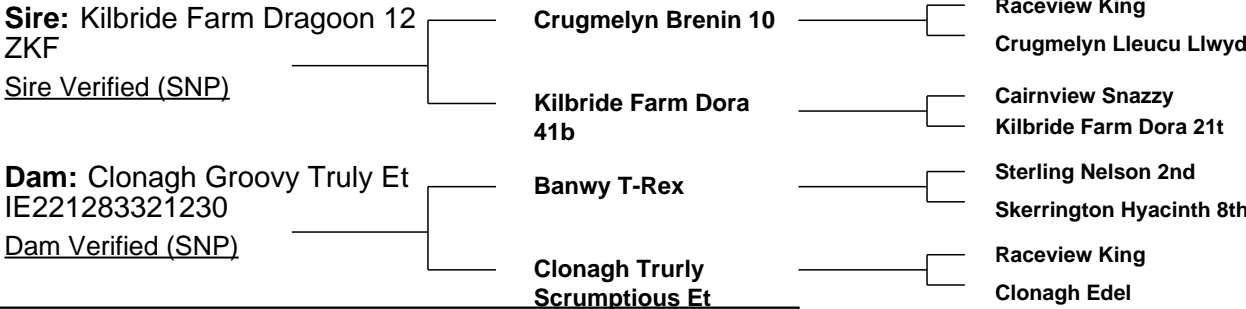 Sire: Kilbride Farm Dragoon 12
ZKF
Sire Verified (SNP)
Crugmelyn Brenin 10
Raceview King
Crugmelyn Lleucu Llwyd
Kilbride Farm Dora
41b
Cairnview Snazzy
Kilbride Farm Dora 21t
Dam: Clonagh Groovy Truly Et
IE221283321230
Dam Verified (SNP)
Banwy T-Rex
Sterling Nelson 2nd
Skerrington Hyacinth 8th
Clonagh Trurly
Scrumptious Et
Raceview King
Clonagh Edel